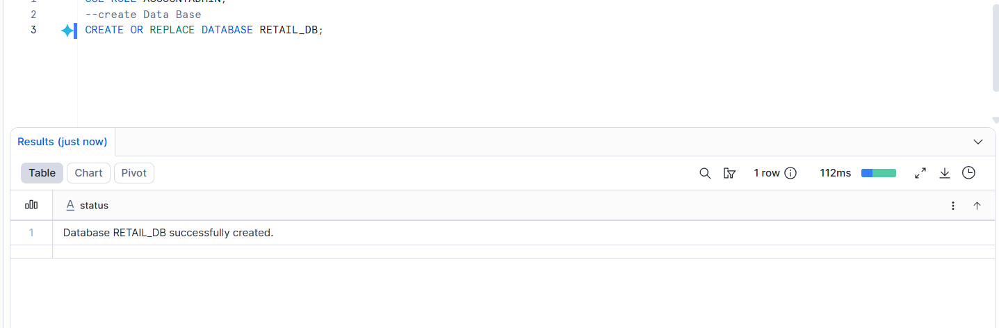 1 USE ROLE ACCOUNTADMIN;
2 --create Data Base
3 CREATE OR REPLACE DATABASE RETAIL_DB;
Results (just now)
Table Chart Pivot 1 row 112ms
A status
1 Database RETAIL_DB successfully created.